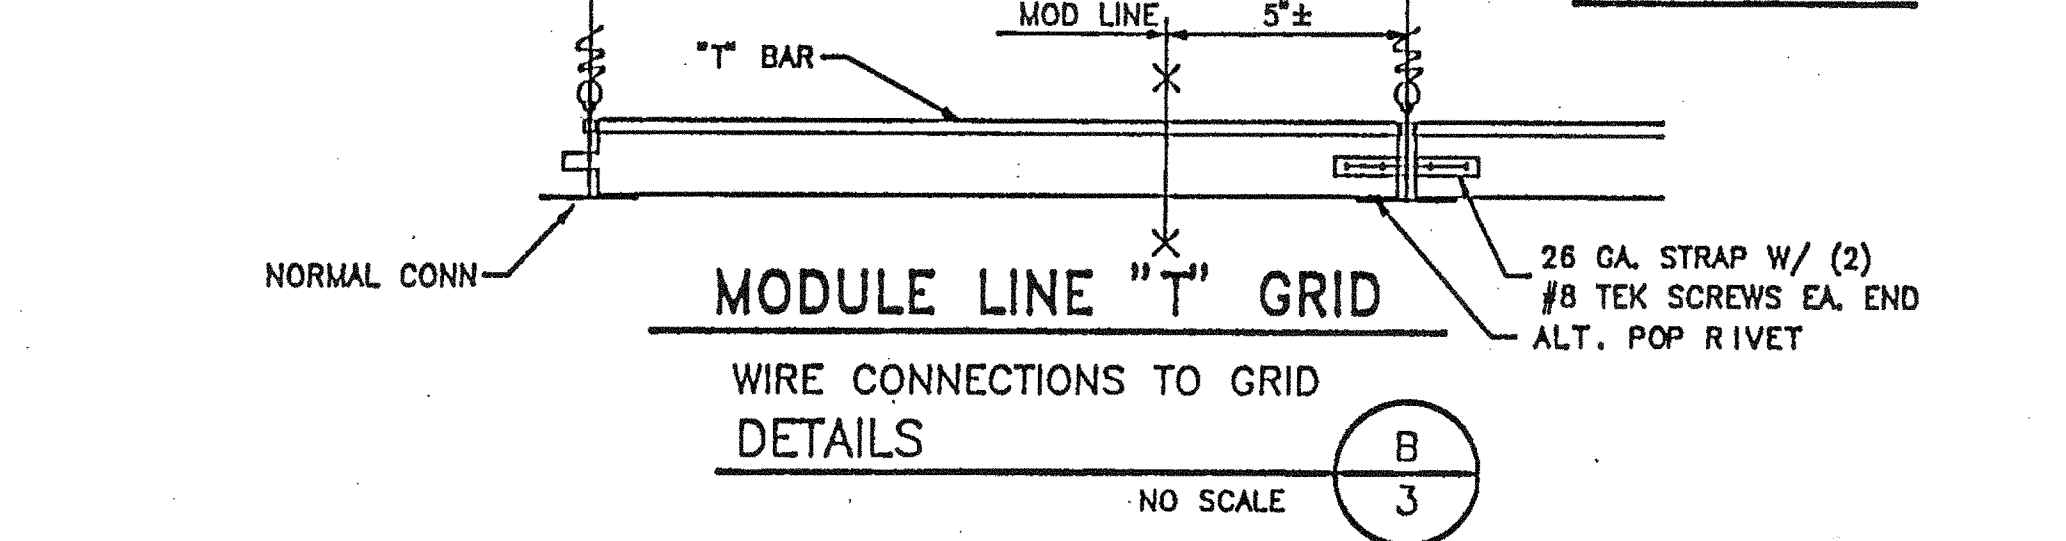 MOD LINE
5"±
"T" BAR
NORMAL CONN
26 GA. STRAP W/ (2)
#8 TEK SCREWS EA. END
ALT. POP RIVET
MODULE LINE "T" GRID
WIRE CONNECTIONS TO GRID
DETAILS
NO SCALE
B
3